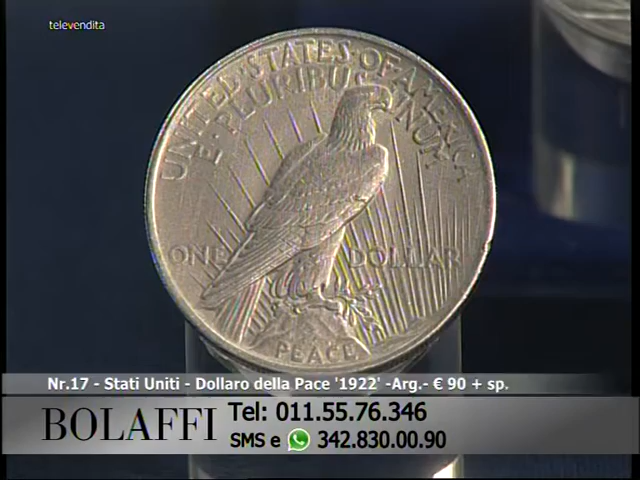 televendita
UNITED·STATES·OF·AMERICA
E·PLURIBUS UNUM
ONE DOLLAR
PEACE
Nr.17 - Stati Uniti - Dollaro della Pace '1922' -Arg.- € 90 + sp.
BOLAFFI
Tel: 011.55.76.346
SMS e 342.830.00.90